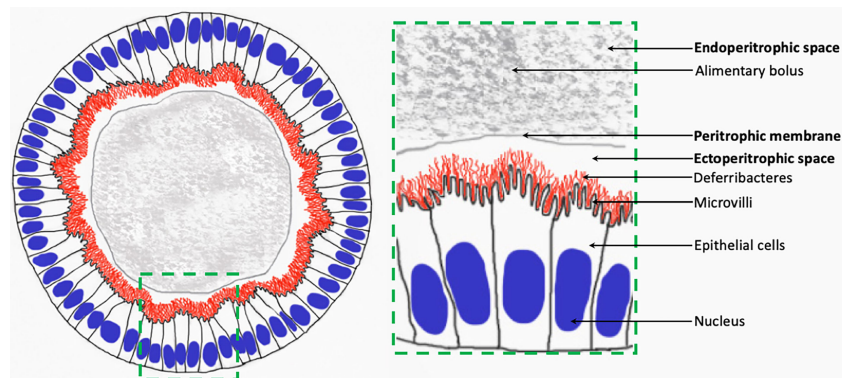 Endoperitrophic space
Alimentary bolus
Peritrophic membrane
Ectoperitrophic space
Deferribacteres
Microvilli
Epithelial cells
Nucleus